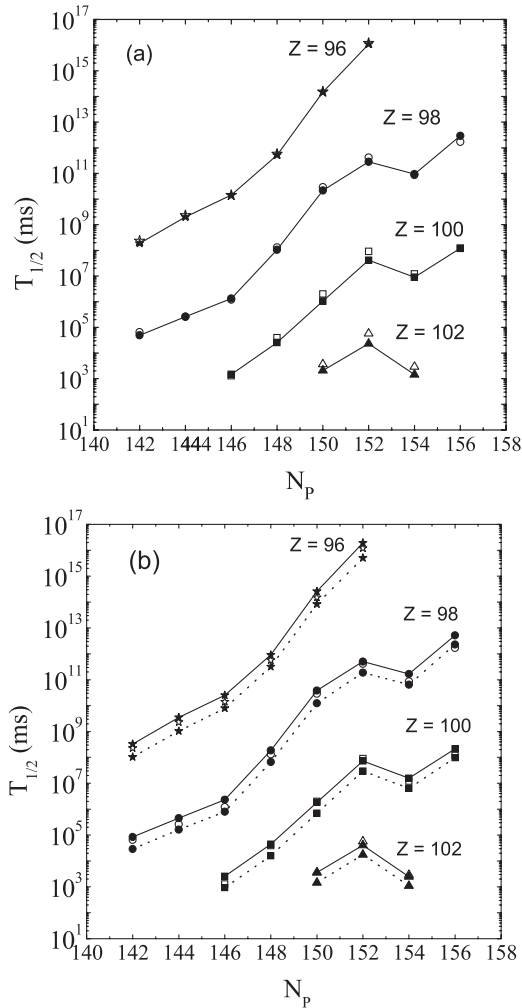 (a)
Z = 96
Z = 98
Z = 100
Z = 102
T1/2 (ms)
10^17
10^15
10^13
10^11
10^9
10^7
10^5
10^3
10^1
140 142 144 144 146 148 150 152 154 156 158
NP
(b)
Z = 96
Z = 98
Z = 100
Z = 102
T1/2 (ms)
10^17
10^15
10^13
10^11
10^9
10^7
10^5
10^3
10^1
140 142 144 146 148 150 152 154 156 158
NP